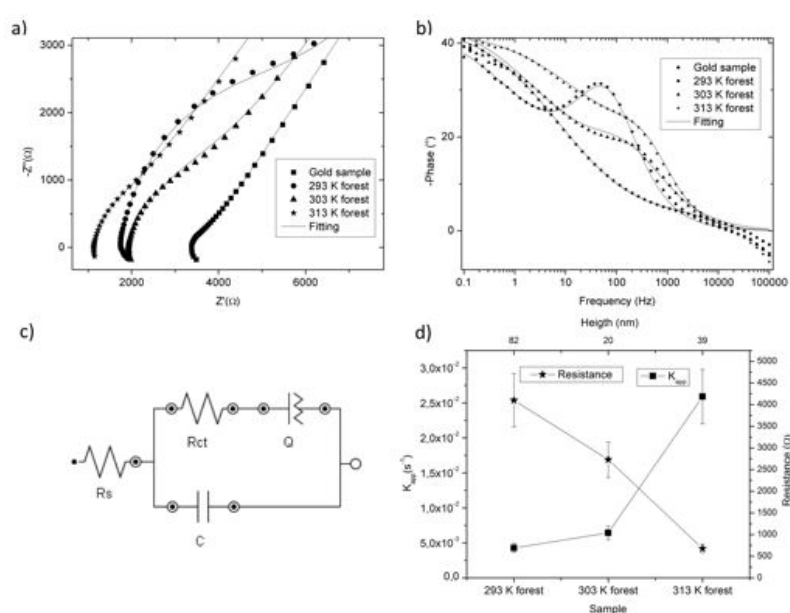 a)
3000
2000
1000
0
2000
4000
6000
-Z''(Ω)
Z'(Ω)
Gold sample
293 K forest
303 K forest
313 K forest
Fitting
b)
40
20
0
0.1
1
10
100
1000
10000
100000
-Phase (°)
Frequency (Hz)
Gold sample
293 K forest
303 K forest
313 K forest
Fitting
c)
Rct
Q
Rs
C
d)
Heigth (nm)
82
20
39
Resistance
Kapp
3,0x10⁻²
2,5x10⁻²
2,0x10⁻²
1,5x10⁻²
1,0x10⁻²
5,0x10⁻³
0,0
Kapp(s⁻¹)
5000
4500
4000
3500
3000
2500
2000
1500
1000
500
0
Resistance (Ω)
293 K forest
303 K forest
313 K forest
Sample